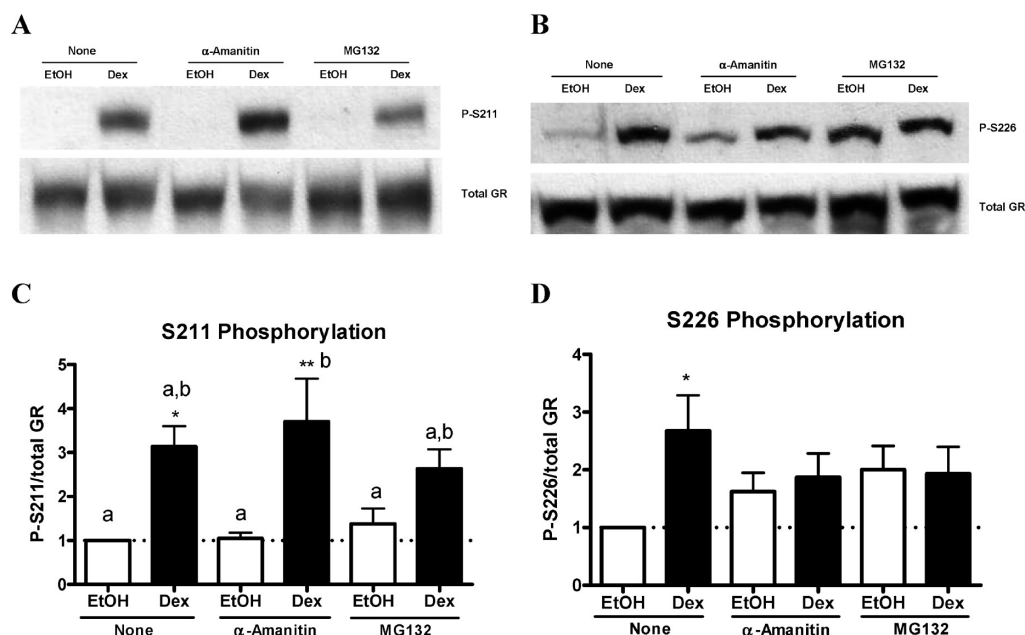 A
None α-Amanitin MG132
EtOH Dex EtOH Dex EtOH Dex
P-S211
Total GR
B
None α-Amanitin MG132
EtOH Dex EtOH Dex EtOH Dex
P-S226
Total GR
C
S211 Phosphorylation
P-S211/total GR
5
4
3
2
1
0
a
a,b
*
a
** b
a
a,b
EtOH Dex EtOH Dex EtOH Dex
None α-Amanitin MG132
D
S226 Phosphorylation
P-S226/total GR
4
3
2
1
0
*
EtOH Dex EtOH Dex EtOH Dex
None α-Amanitin MG132